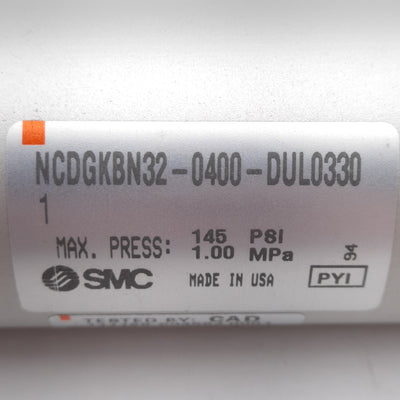 NCDGKBN32-0400-DUL0330
1
MAX. PRESS: 145 PSI
1.00 MPa
94
SMC MADE IN USA PYI
TESTED BY: CAD